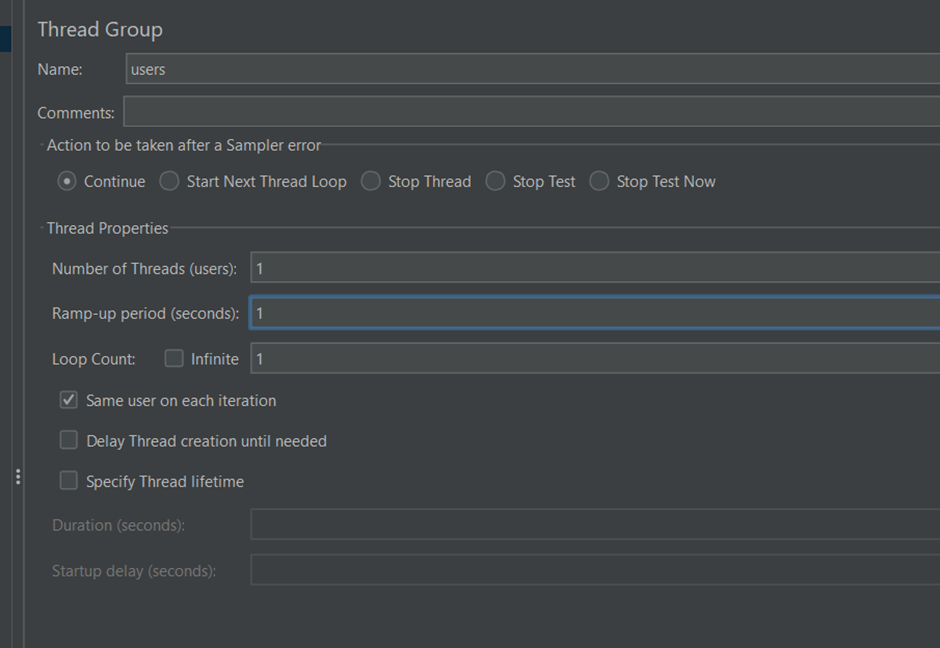 Thread Group
Name: users
Comments:
Action to be taken after a Sampler error
Continue Start Next Thread Loop Stop Thread Stop Test Stop Test Now
Thread Properties
Number of Threads (users): 1
Ramp-up period (seconds): 1
Loop Count: Infinite 1
Same user on each iteration
Delay Thread creation until needed
Specify Thread lifetime
Duration (seconds):
Startup delay (seconds):